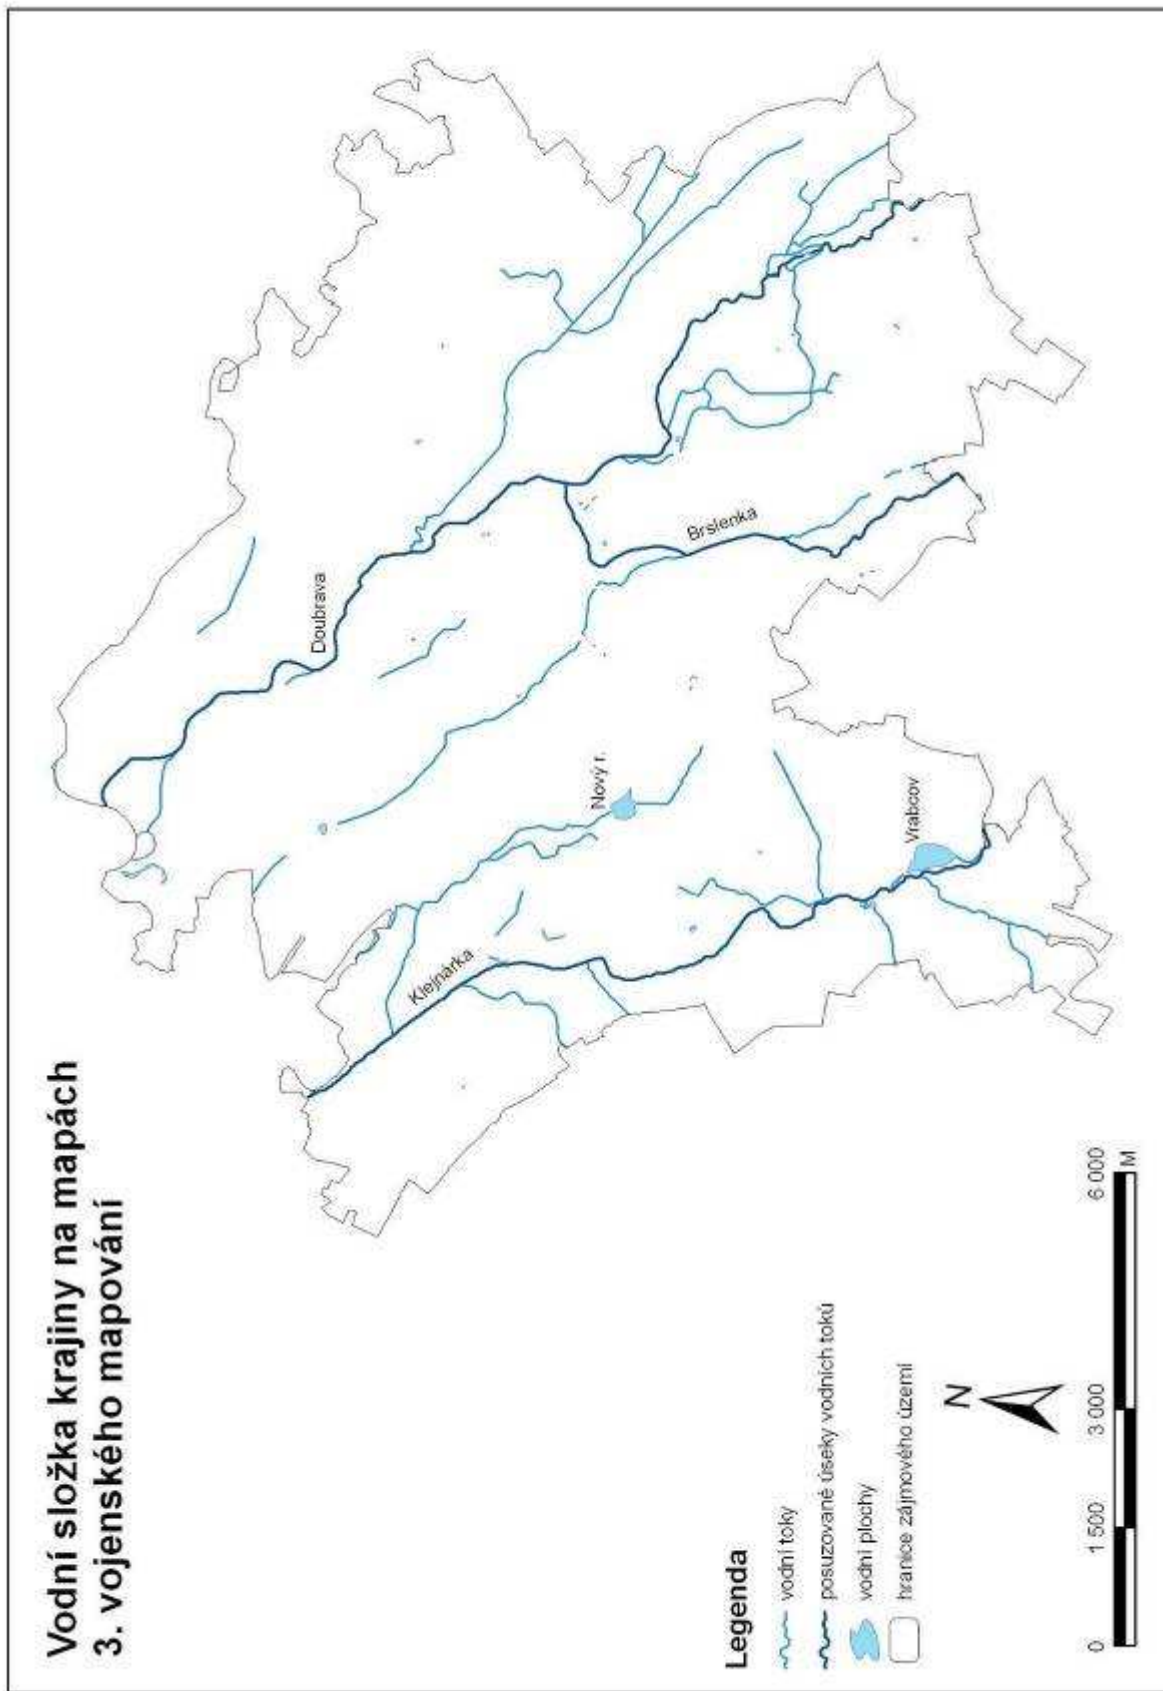 Vodní složka krajiny na mapách
3. vojenského mapování
Doubrava
Brslenka
Nový r.
Vrabcov
Klejnárka
Legenda
vodní toky
posuzované úseky vodních toků
vodní plochy
hranice zájmového území
N
0 1 500 3 000 6 000
M